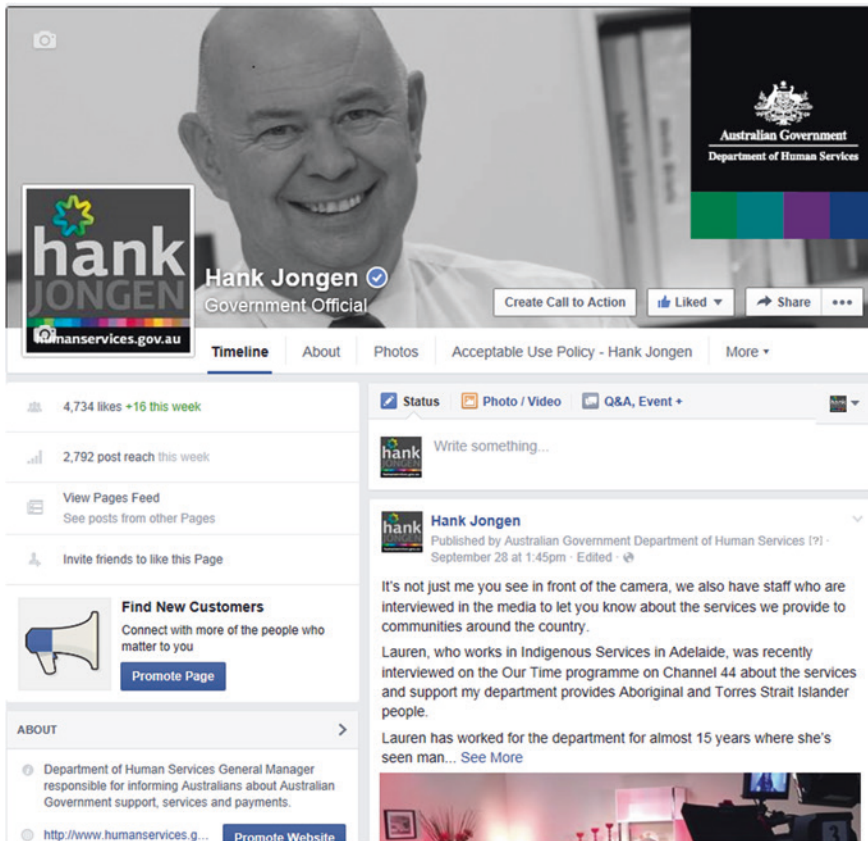 Australian Government
Department of Human Services
hank
JONGEN
humanservices.gov.au
Hank Jongen
Government Official
Create Call to Action
Liked
Share
Timeline
About
Photos
Acceptable Use Policy - Hank Jongen
More
4,734 likes +16 this week
2,792 post reach this week
View Pages Feed
See posts from other Pages
Invite friends to like this Page
Find New Customers
Connect with more of the people who
matter to you
Promote Page
ABOUT
Department of Human Services General Manager
responsible for informing Australians about Australian
Government support, services and payments.
http://www.humanservices.g...
Promote Website
Status
Photo / Video
Q&A, Event +
hank
JONGEN
Write something...
hank
JONGEN
Hank Jongen
Published by Australian Government Department of Human Services [?] ·
September 28 at 1:45pm · Edited ·
It's not just me you see in front of the camera, we also have staff who are
interviewed in the media to let you know about the services we provide to
communities around the country.
Lauren, who works in Indigenous Services in Adelaide, was recently
interviewed on the Our Time programme on Channel 44 about the services
and support my department provides Aboriginal and Torres Strait Islander
people.
Lauren has worked for the department for almost 15 years where she's
seen man... See More
3